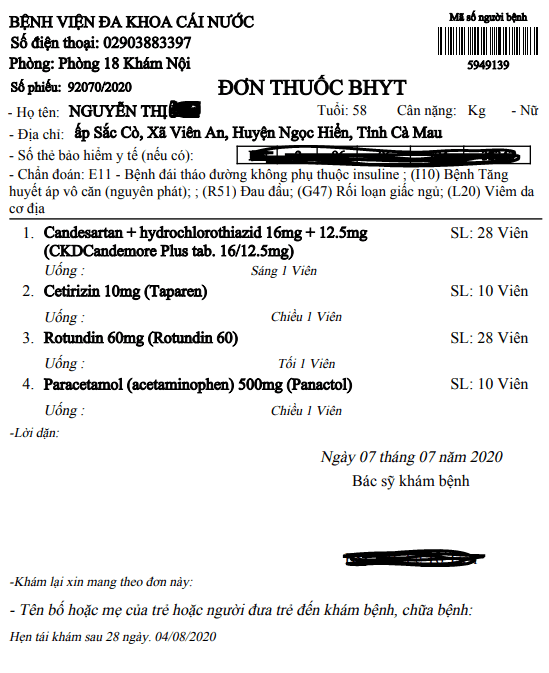 BỆNH VIỆN ĐA KHOA CÁI NƯỚC
Số điện thoại: 02903883397
Phòng: Phòng 18 Khám Nội
Mã số người bệnh
5949139
Số phiếu: 92070/2020
ĐƠN THUỐC BHYT
- Họ tên: NGUYỄN THỊ
Tuổi: 58 Cân nặng: Kg - Nữ
- Địa chỉ: ấp Sắc Cò, Xã Viên An, Huyện Ngọc Hiển, Tỉnh Cà Mau
- Số thẻ bảo hiểm y tế (nếu có):
- Chẩn đoán: E11 - Bệnh đái tháo đường không phụ thuộc insuline ; (I10) Bệnh Tăng
huyết áp vô căn (nguyên phát); ; (R51) Đau đầu; (G47) Rối loạn giấc ngủ; (L20) Viêm da
cơ địa
1. Candesartan + hydrochlorothiazid 16mg + 12.5mg SL: 28 Viên
(CKDCandemore Plus tab. 16/12.5mg)
Uống : Sáng 1 Viên
2. Cetirizin 10mg (Taparen) SL: 10 Viên
Uống : Chiều 1 Viên
3. Rotundin 60mg (Rotundin 60) SL: 28 Viên
Uống : Tối 1 Viên
4. Paracetamol (acetaminophen) 500mg (Panactol) SL: 10 Viên
Uống : Chiều 1 Viên
-Lời dặn:
Ngày 07 tháng 07 năm 2020
Bác sỹ khám bệnh
-Khám lại xin mang theo đơn này:
- Tên bố hoặc mẹ của trẻ hoặc người đưa trẻ đến khám bệnh, chữa bệnh:
Hẹn tái khám sau 28 ngày. 04/08/2020